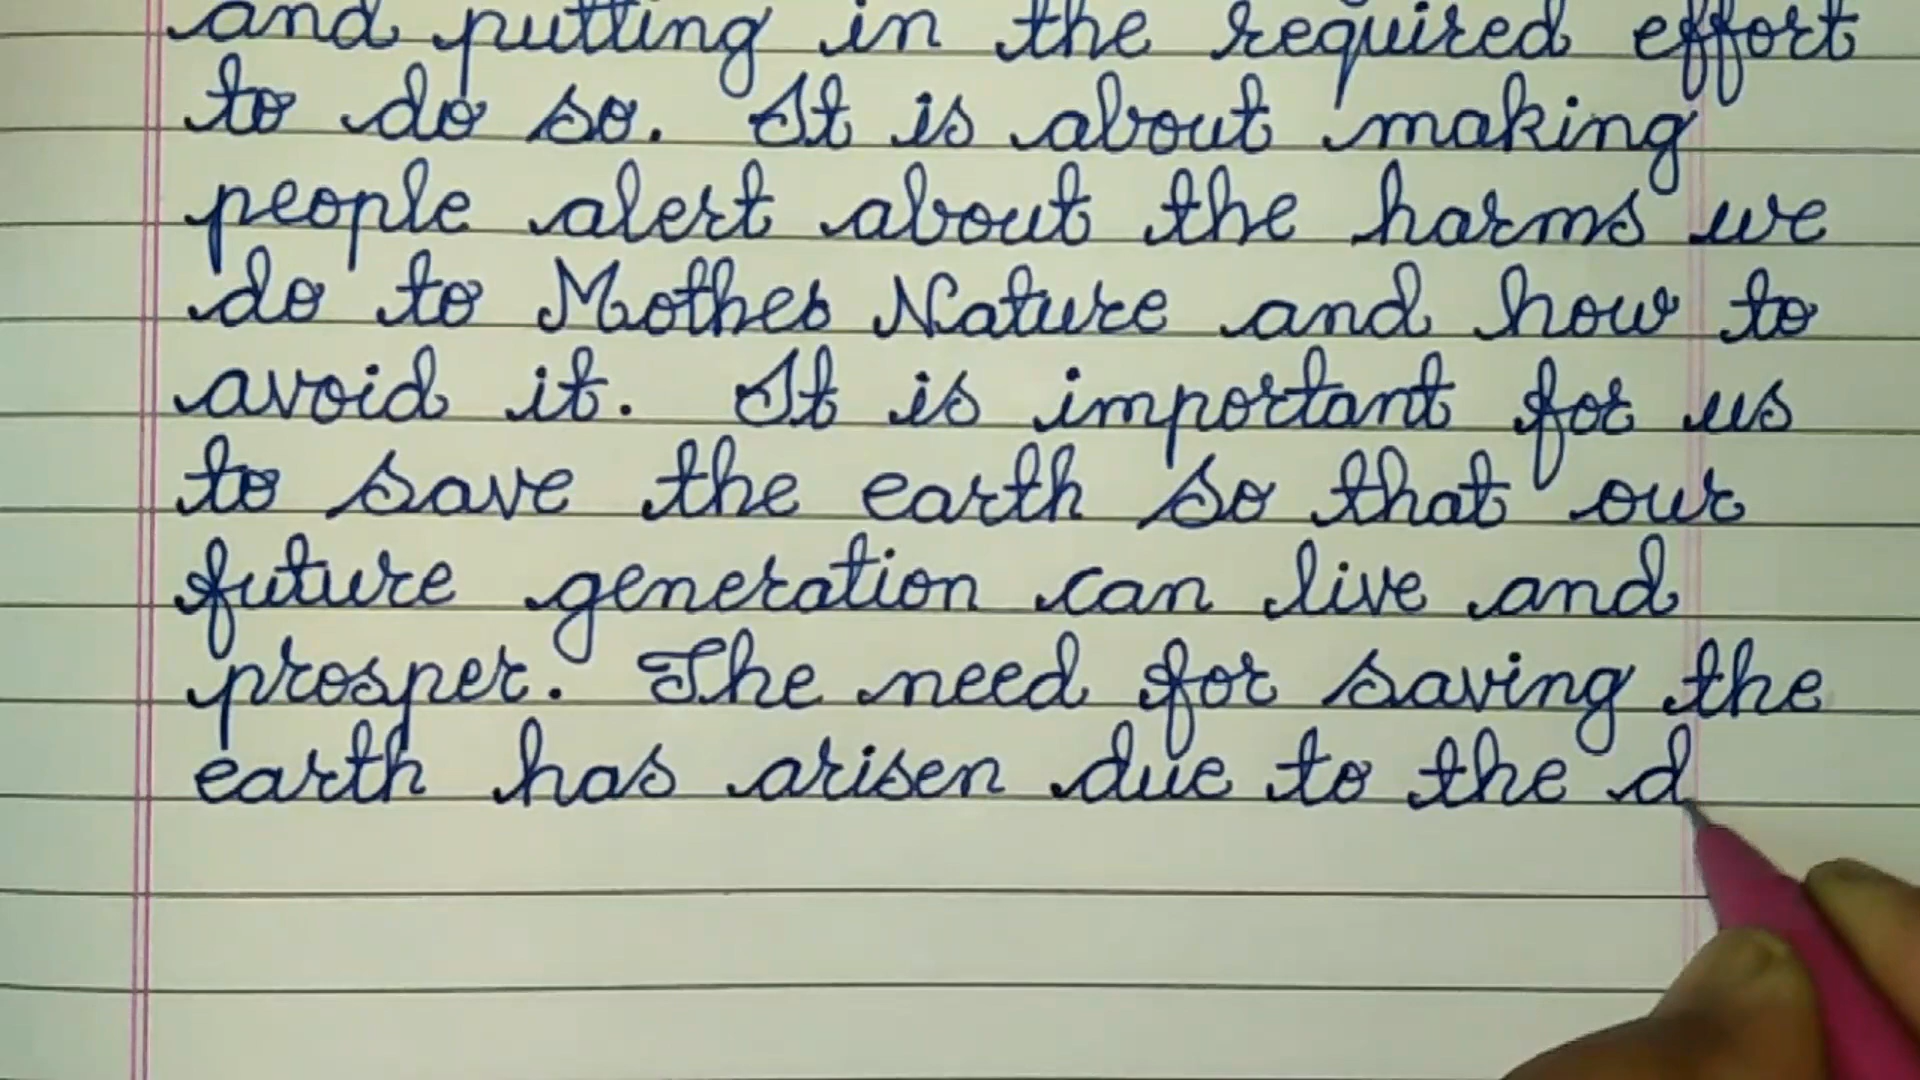 and putting in the required effort
to do so. It is about making
people alert about the harms we
do to Mother Nature and how to
avoid it. It is important for us
to save the earth so that our
future generation can live and
prosper. The need for saving the
earth has arisen due to the d